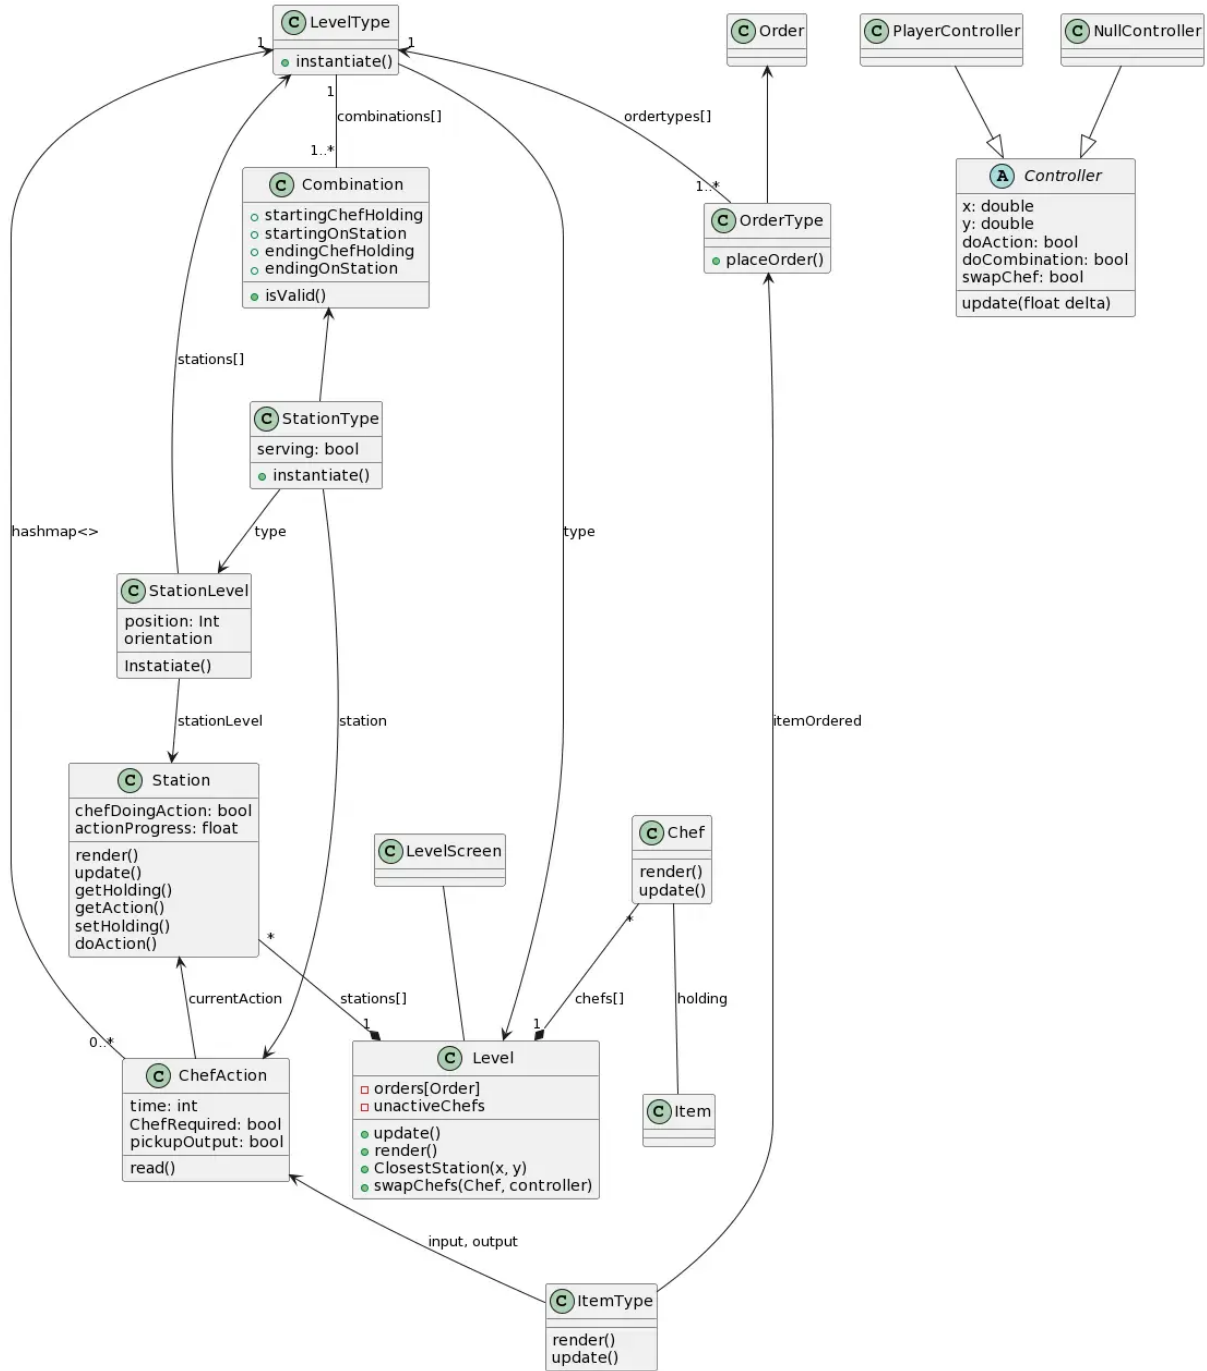 C LevelType
instantiate()
C Order
C PlayerController
C NullController
1
1
1
combinations[]
1..*
ordertypes[]
1..*
C Combination
startingChefHolding
startingOnStation
endingChefHolding
endingOnStation
isValid()
A Controller
x: double
y: double
doAction: bool
doCombination: bool
swapChef: bool
update(float delta)
C OrderType
placeOrder()
stations[]
C StationType
serving: bool
instantiate()
hashmap<>
type
type
C StationLevel
position: Int
orientation
Instatiate()
stationLevel
station
itemOrdered
C Station
chefDoingAction: bool
actionProgress: float
render()
update()
getHolding()
getAction()
setHolding()
doAction()
C LevelScreen
C Chef
render()
update()
*
*
currentAction
stations[]
chefs[]
holding
1
1
0..*
C ChefAction
time: int
ChefRequired: bool
pickupOutput: bool
read()
C Level
orders[Order]
unactiveChefs
update()
render()
ClosestStation(x, y)
swapChefs(Chef, controller)
C Item
input, output
C ItemType
render()
update()